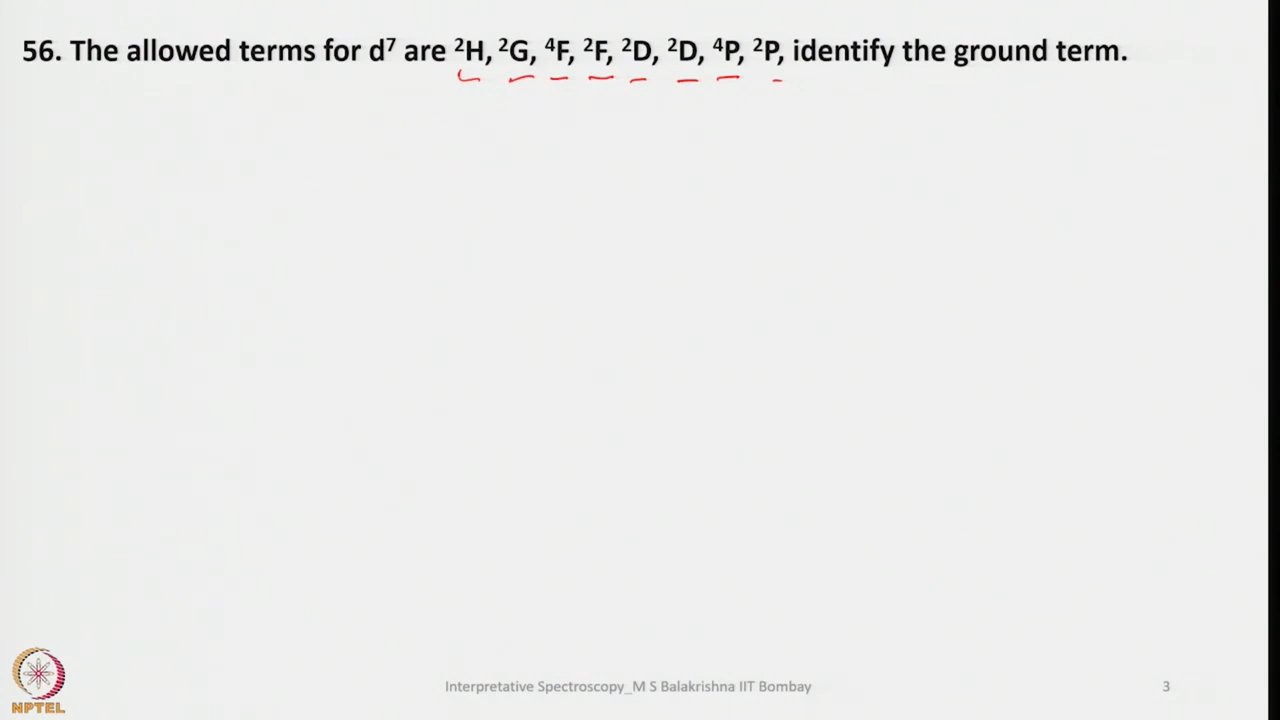 56. The allowed terms for d⁷ are ²H, ²G, ⁴F, ²F, ²D, ²D, ⁴P, ²P, identify the ground term.
NPTEL
Interpretative Spectroscopy_M S Balakrishna IIT Bombay
3